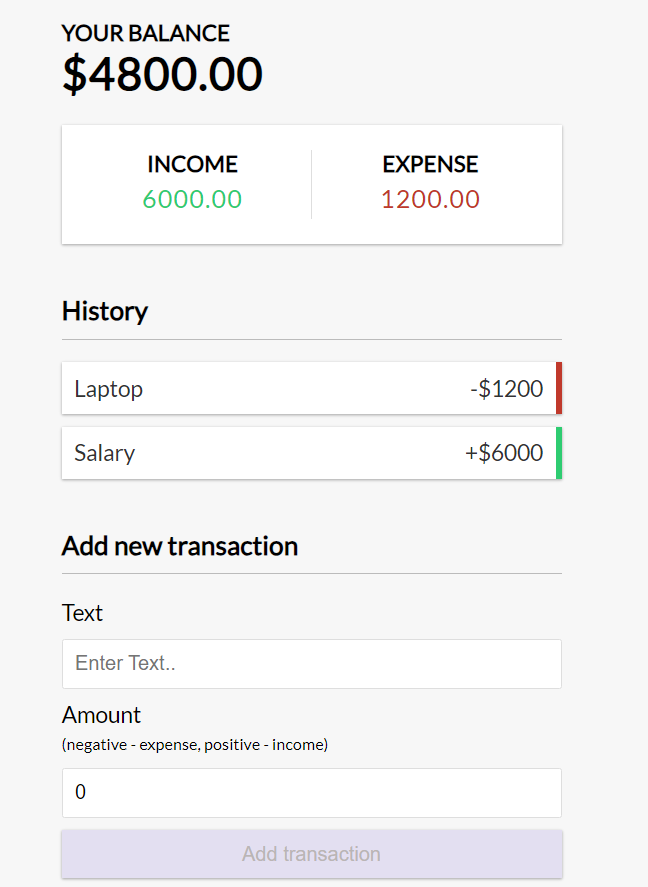 YOUR BALANCE
$4800.00
INCOME EXPENSE
6000.00 1200.00
History
Laptop -$1200
Salary +$6000
Add new transaction
Text
Enter Text..
Amount
(negative - expense, positive - income)
0
Add transaction